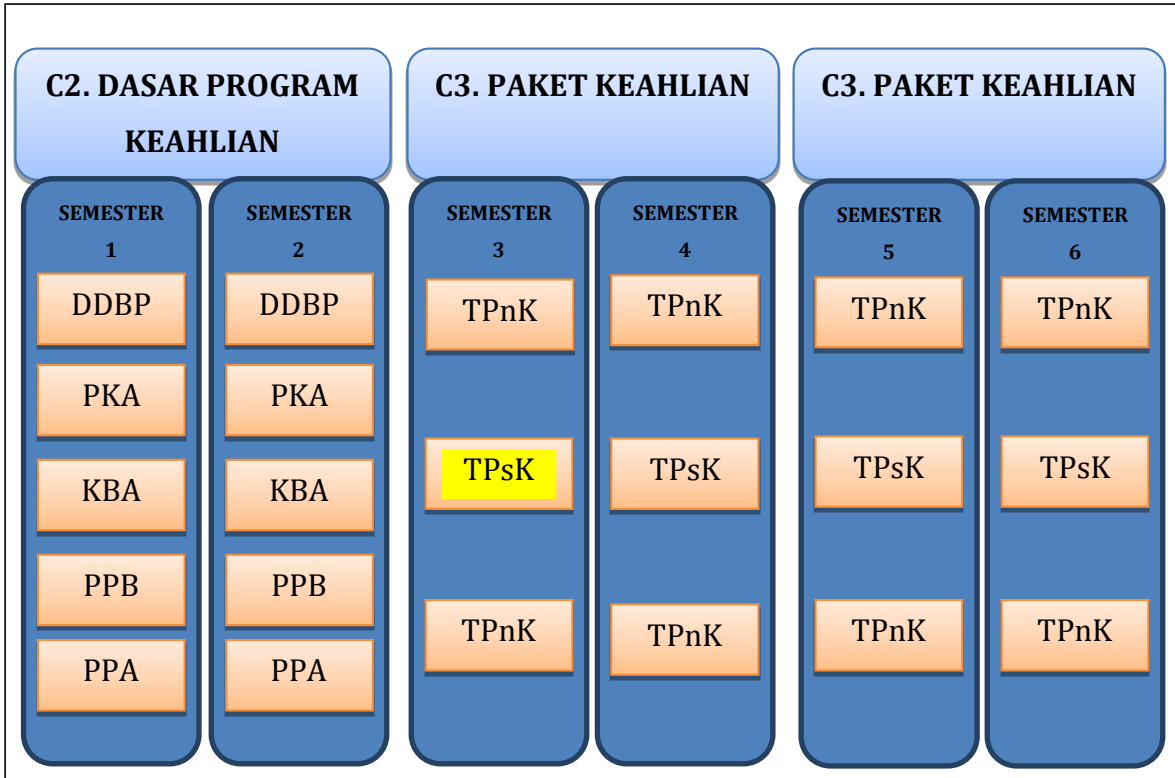 C2. DASAR PROGRAM
KEAHLIAN
SEMESTER
1
DDBP
PKA
KBA
PPB
PPA
SEMESTER
2
DDBP
PKA
KBA
PPB
PPA
C3. PAKET KEAHLIAN
SEMESTER
3
TPnK
TPsK
TPnK
SEMESTER
4
TPnK
TPsK
TPnK
C3. PAKET KEAHLIAN
SEMESTER
5
TPnK
TPsK
TPnK
SEMESTER
6
TPnK
TPsK
TPnK